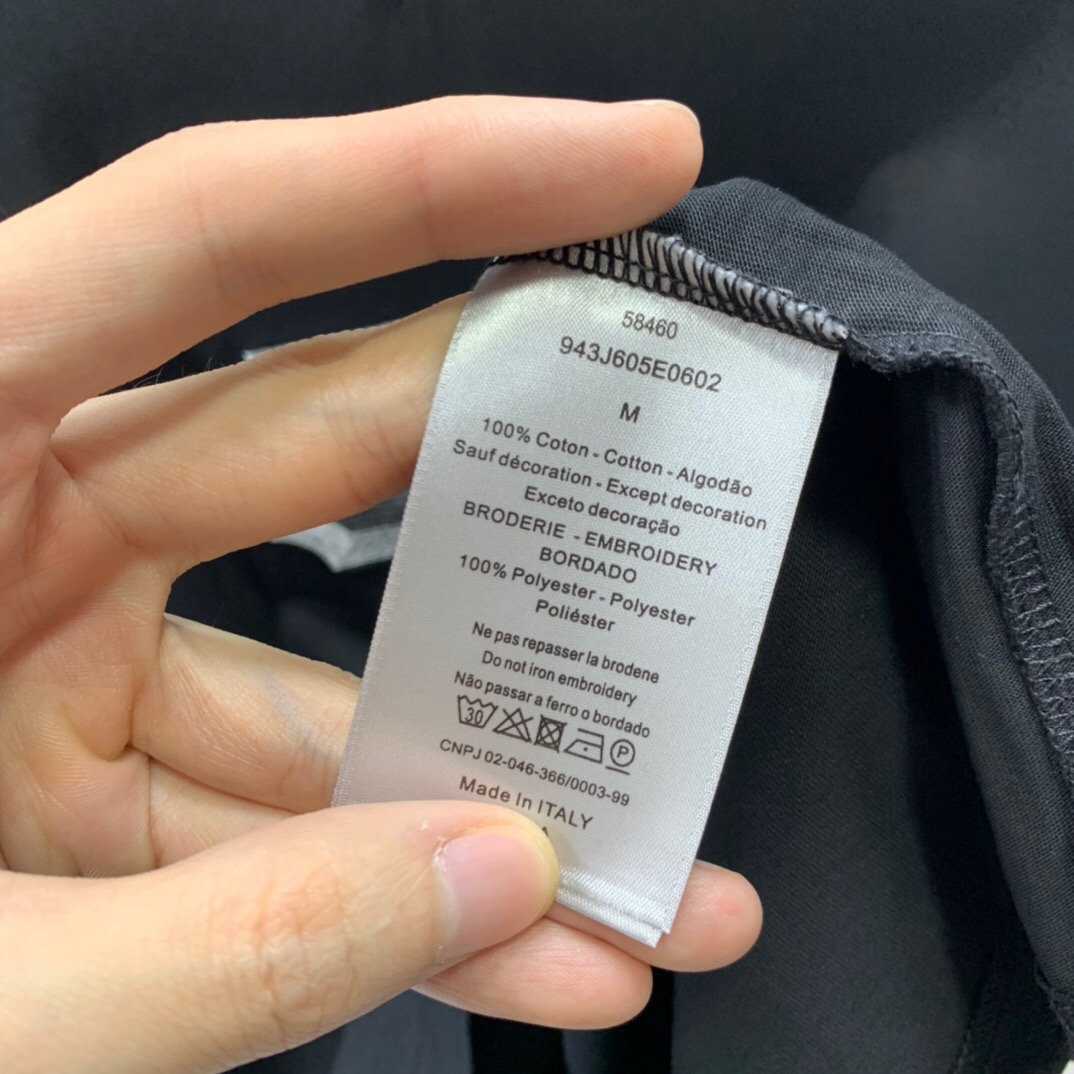 58460
943J605E0602
M
100% Coton - Cotton - Algodão
Sauf décoration - Except decoration
Exceto decoração
BRODERIE - EMBROIDERY
BORDADO
100% Polyester - Polyester
Poliéster
Ne pas repasser la brodene
Do not iron embroidery
Não passar a ferro o bordado
30 P
CNPJ 02-046-366/0003-99
Made In ITALY